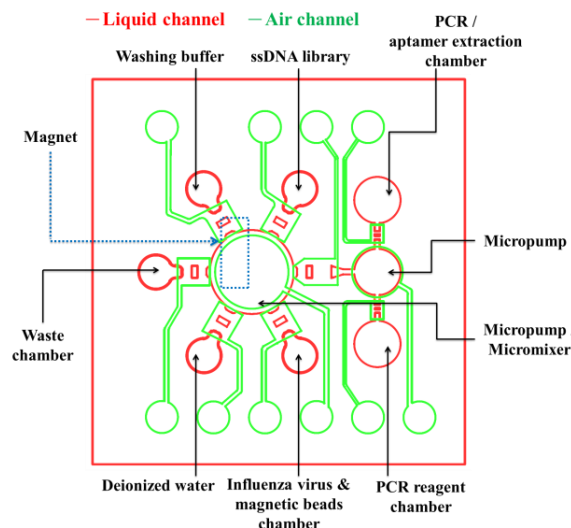 Liquid channel
Air channel
PCR /
aptamer extraction
chamber
Washing buffer
ssDNA library
Magnet
Micropump
Waste
chamber
Micropump
Micromixer
Deionized water
Influenza virus &
magnetic beads
chamber
PCR reagent
chamber